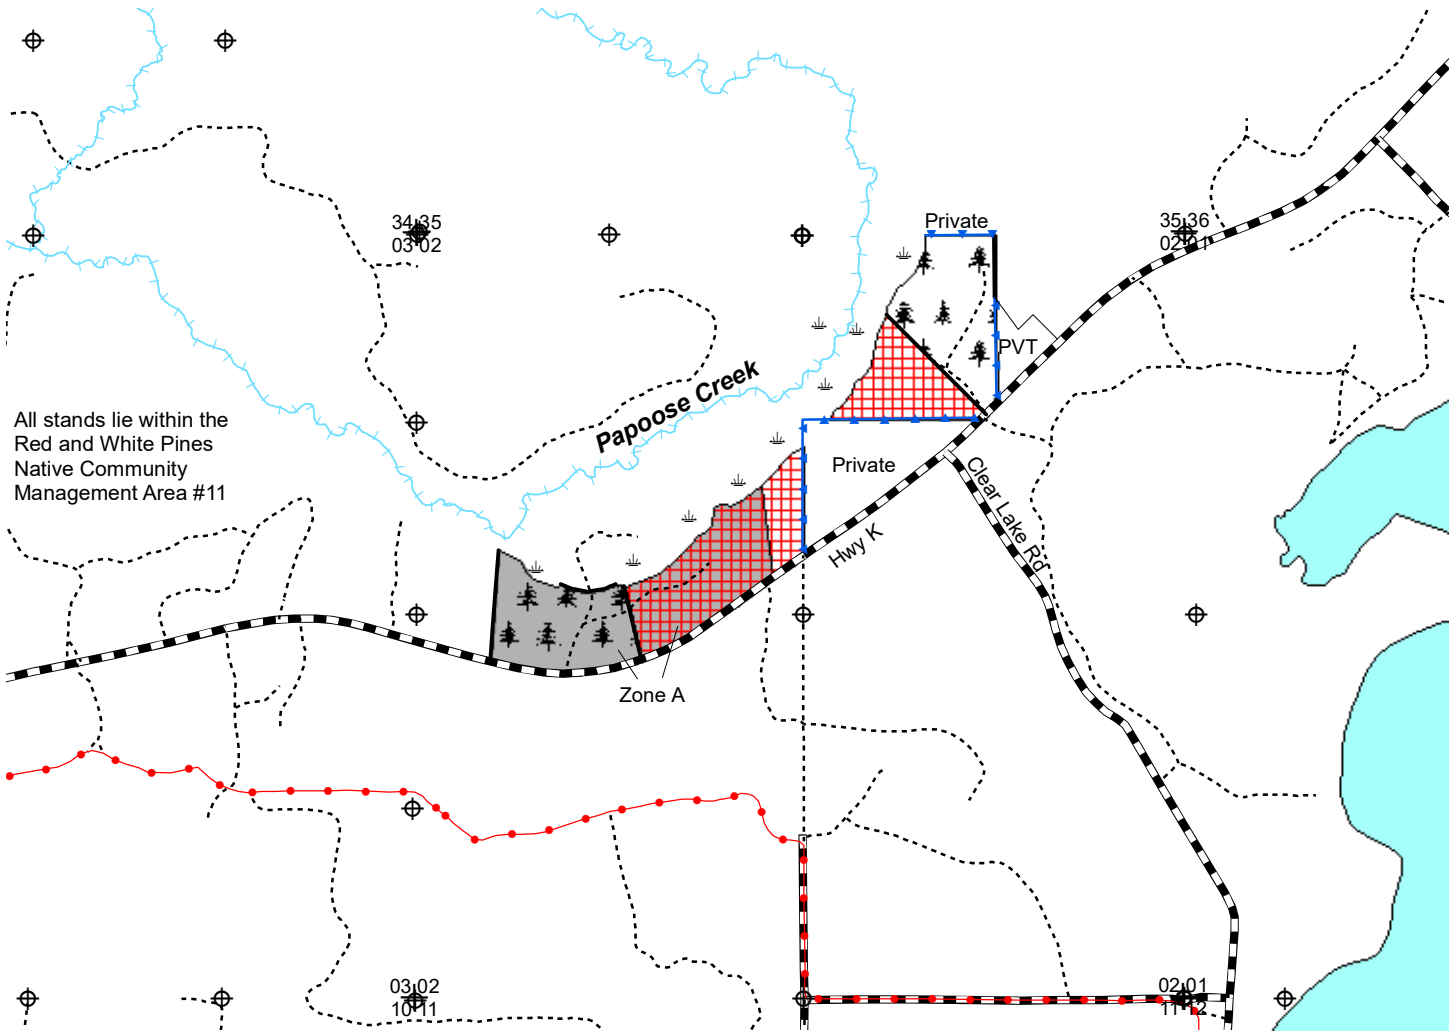 Private
34 35
03 02
35 36
02 01
PVT
Papoose Creek
All stands lie within the
Red and White Pines
Native Community
Management Area #11
Private
Clear Lake Rd
Hwy K
Zone A
03 02
10 11
02 01
11 12